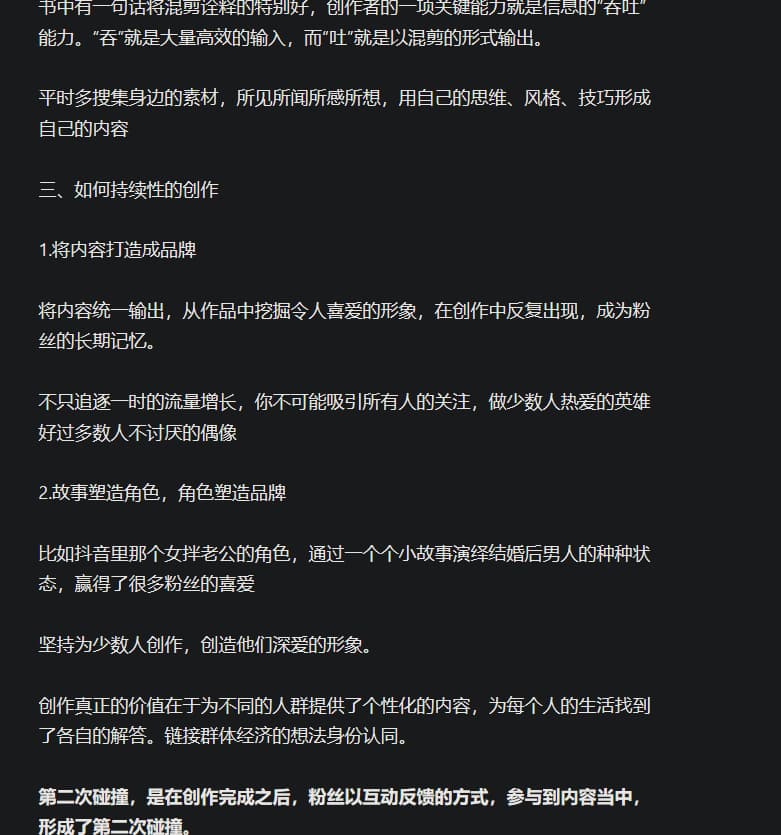 书中有一句话将混剪诠释的特别好，创作者的一项关键能力就是信息的“吞吐”
能力。“吞”就是大量高效的输入，而“吐”就是以混剪的形式输出。
平时多搜集身边的素材，所见所闻所感所想，用自己的思维、风格、技巧形成
自己的内容
三、如何持续性的创作
1.将内容打造成品牌
将内容统一输出，从作品中挖掘令人喜爱的形象，在创作中反复出现，成为粉
丝的长期记忆。
不只追逐一时的流量增长，你不可能吸引所有人的关注，做少数人热爱的英雄
好过多数人不讨厌的偶像
2.故事塑造角色，角色塑造品牌
比如抖音里那个女拌老公的角色，通过一个个小故事演绎结婚后男人的种种状
态，赢得了很多粉丝的喜爱
坚持为少数人创作，创造他们深爱的形象。
创作真正的价值在于为不同的人群提供了个性化的内容，为每个人的生活找到
了各自的解答。链接群体经济的想法身份认同。
第二次碰撞，是在创作完成之后，粉丝以互动反馈的方式，参与到内容当中，
形成了第二次碰撞。